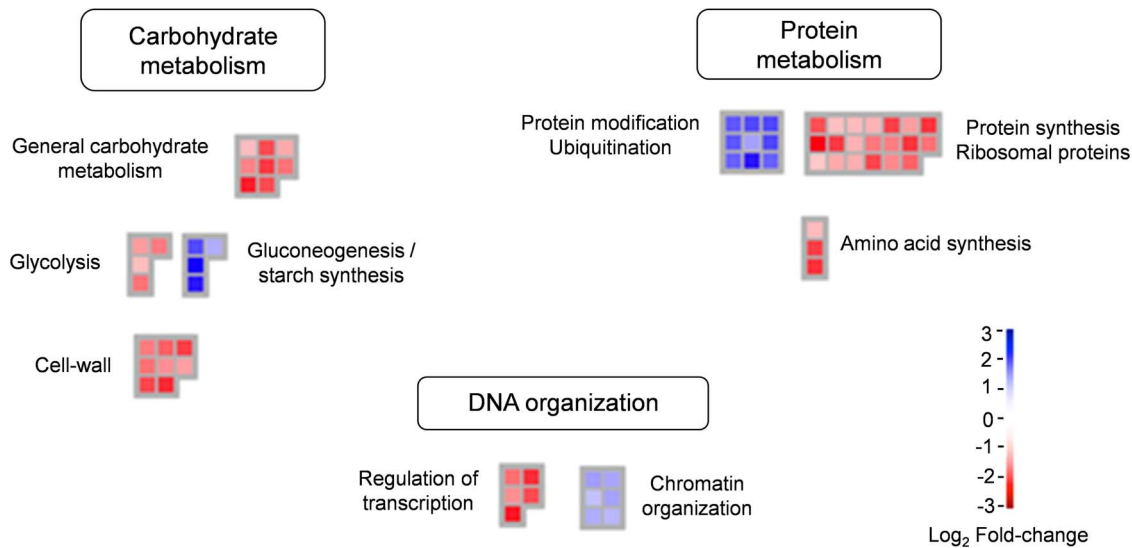 Carbohydrate
metabolism
Protein
metabolism
General carbohydrate
metabolism
Protein modification
Ubiquitination
Protein synthesis
Ribosomal proteins
Glycolysis
Gluconeogenesis /
starch synthesis
Amino acid synthesis
Cell-wall
DNA organization
Regulation of
transcription
Chromatin
organization
3
2
1
0
-1
-2
-3
Log₂ Fold-change